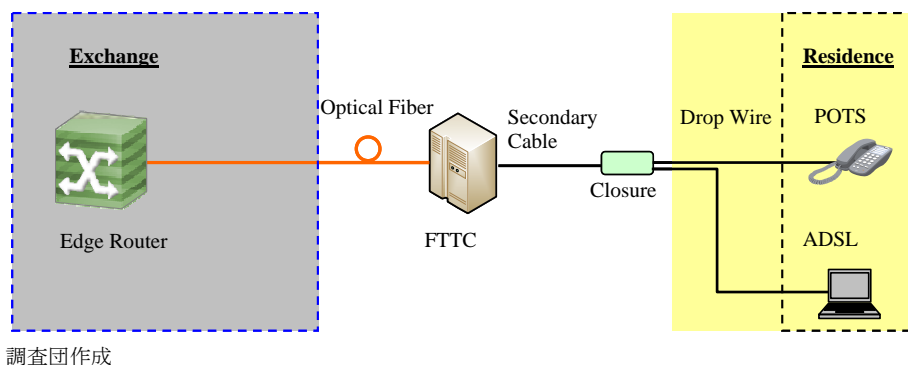 Exchange
Residence
Optical Fiber
Secondary
Cable
Drop Wire
POTS
Closure
Edge Router
FTTC
ADSL
調査団作成